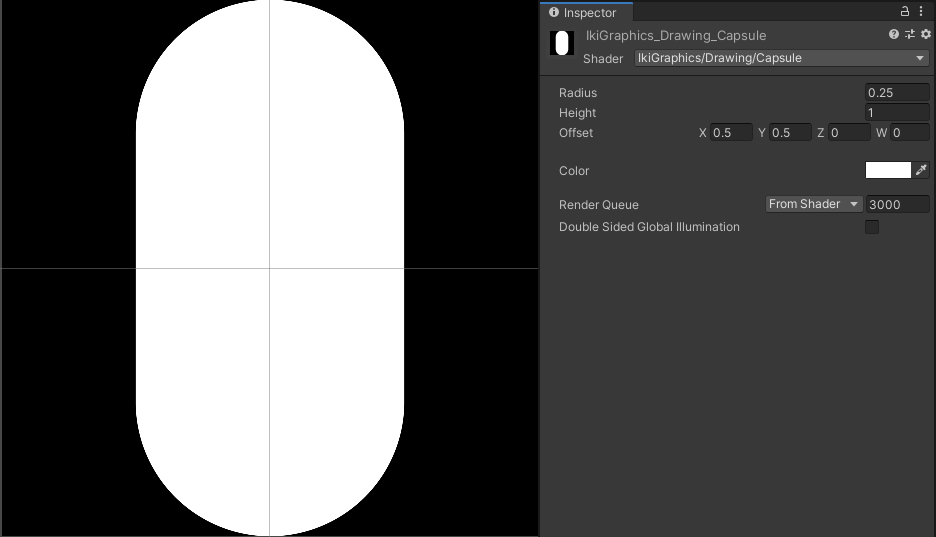 Inspector
IkiGraphics_Drawing_Capsule
Shader IkiGraphics/Drawing/Capsule
Radius 0.25
Height 1
Offset X 0.5 Y 0.5 Z 0 W 0
Color
Render Queue From Shader 3000
Double Sided Global Illumination